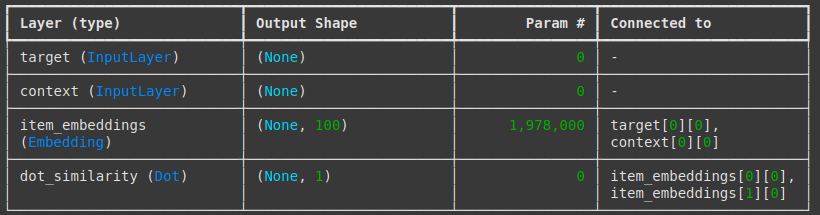 Layer (type) Output Shape Param # Connected to
target (InputLayer) (None) 0 -
context (InputLayer) (None) 0 -
item_embeddings (None, 100) 1,978,000 target[0][0],
(Embedding) context[0][0]
dot_similarity (Dot) (None, 1) 0 item_embeddings[0][0],
item_embeddings[1][0]